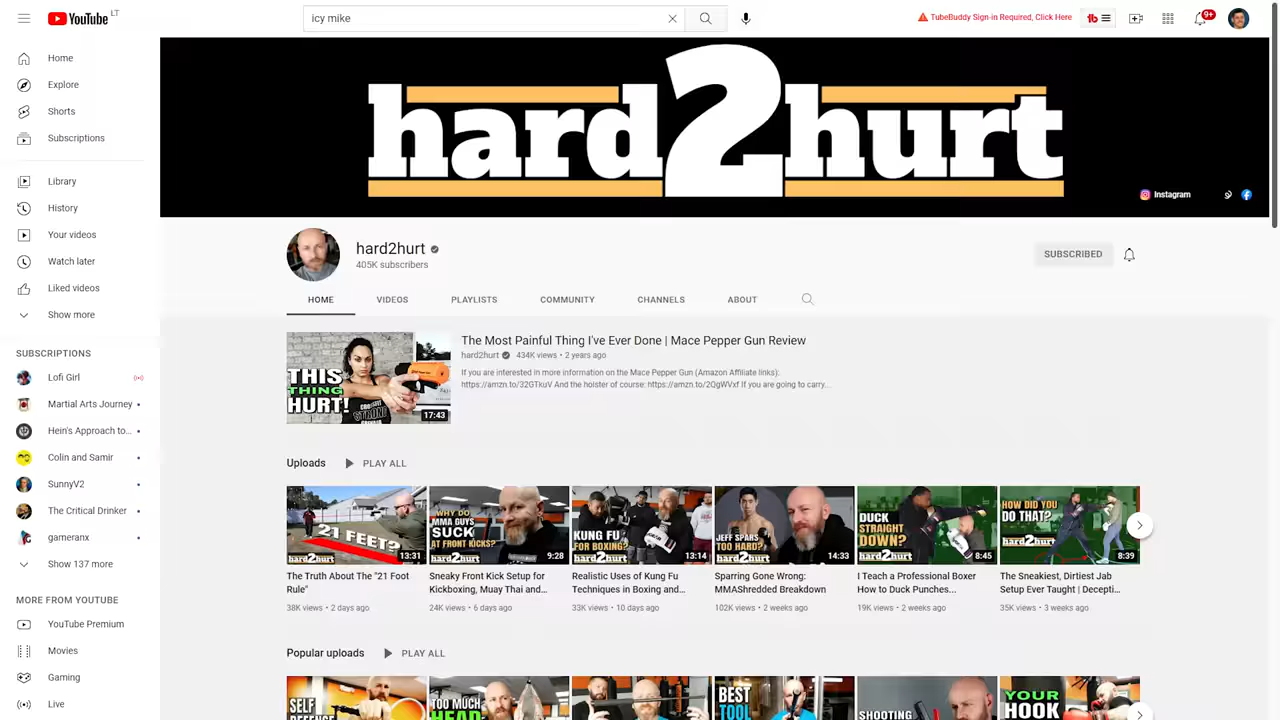 YouTube LT
icy mike
TubeBuddy Sign-in Required, Click Here
tb
9+
Home
Explore
Shorts
Subscriptions
Library
History
Your videos
Watch later
Liked videos
Show more
SUBSCRIPTIONS
Lofi Girl
Martial Arts Journey
Hein's Approach to...
Colin and Samir
SunnyV2
The Critical Drinker
gameranx
Show 137 more
MORE FROM YOUTUBE
YouTube Premium
Movies
Gaming
Live
hard2hurt
Instagram
hard2hurt
405K subscribers
SUBSCRIBED
HOME VIDEOS PLAYLISTS COMMUNITY CHANNELS ABOUT
THIS
THING
HURT!
CROSSFIT
STRONG
17:43
The Most Painful Thing I've Ever Done | Mace Pepper Gun Review
hard2hurt 434K views • 2 years ago
If you are interested in more information on the Mace Pepper Gun (Amazon Affiliate links):
https://amzn.to/32GTkuV And the holster of course: https://amzn.to/2QgWVxf If you are going to carry...
Uploads PLAY ALL
21 FEET?
hard2hurt
13:31
The Truth About The "21 Foot
Rule"
38K views • 2 days ago
WHY DO
MMA GUYS
SUCK
AT FRONT KICKS?
hard2hurt
9:28
Sneaky Front Kick Setup for
Kickboxing, Muay Thai and...
24K views • 6 days ago
KUNG FU
FOR BOXING?
hard2hurt
13:14
Realistic Uses of Kung Fu
Techniques in Boxing and...
33K views • 10 days ago
JEFF SPARS
TOO HARD?
hard2hurt
14:33
Sparring Gone Wrong:
MMAShredded Breakdown
102K views • 2 weeks ago
DUCK
STRAIGHT
DOWN?
hard2hurt
8:45
I Teach a Professional Boxer
How to Duck Punches...
19K views • 2 weeks ago
HOW DID YOU
DO THAT?
hard2hurt
8:39
The Sneakiest, Dirtiest Jab
Setup Ever Taught | Decepti...
35K views • 3 weeks ago
Popular uploads PLAY ALL
SELF
DEFENSE
TOO MUCH
HEAD
BEST
TOOL
SHOOTING
YOUR
HOOK